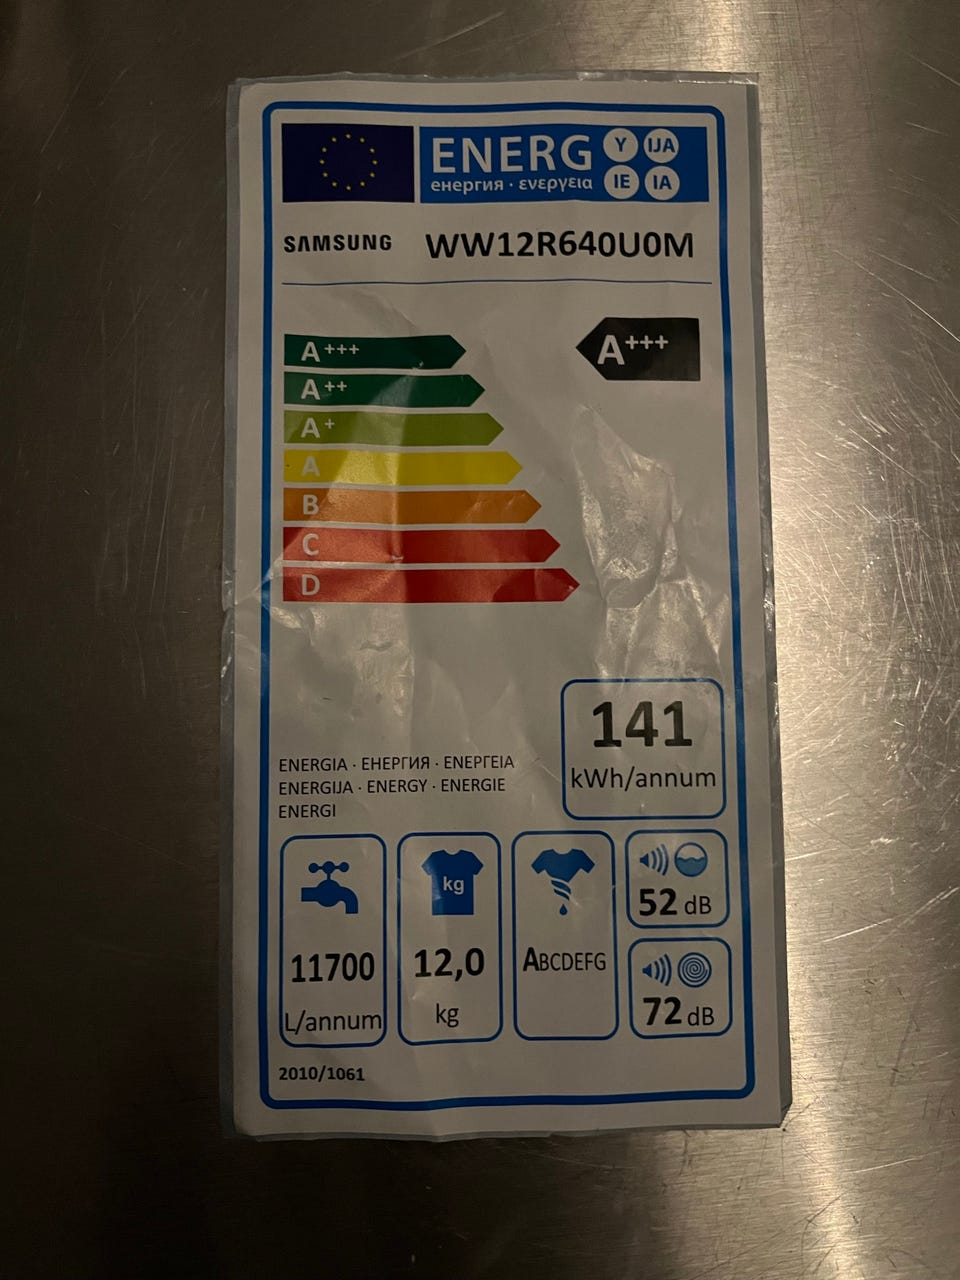 ENERG Y IJA
енергия · ενεργεια IE IA
SAMSUNG WW12R640U0M
A+++
A+++
A++
A+
A
B
C
D
141
kWh/annum
ENERGIA · ЕНЕРГИЯ · ΕΝΕΡΓΕΙΑ
ENERGIJA · ENERGY · ENERGIE
ENERGI
kg
52 dB
11700
L/annum
12,0
kg
ABCDEFG
72 dB
2010/1061